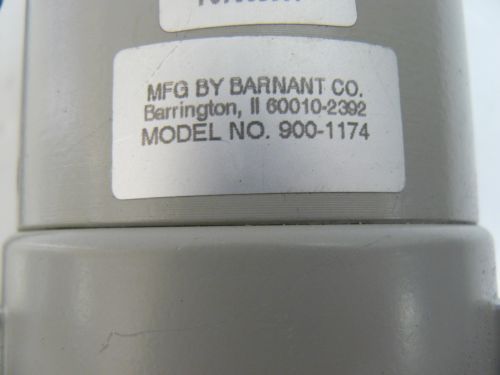 MFG BY BARNANT CO.
Barrington, Il 60010-2392
MODEL NO. 900-1174